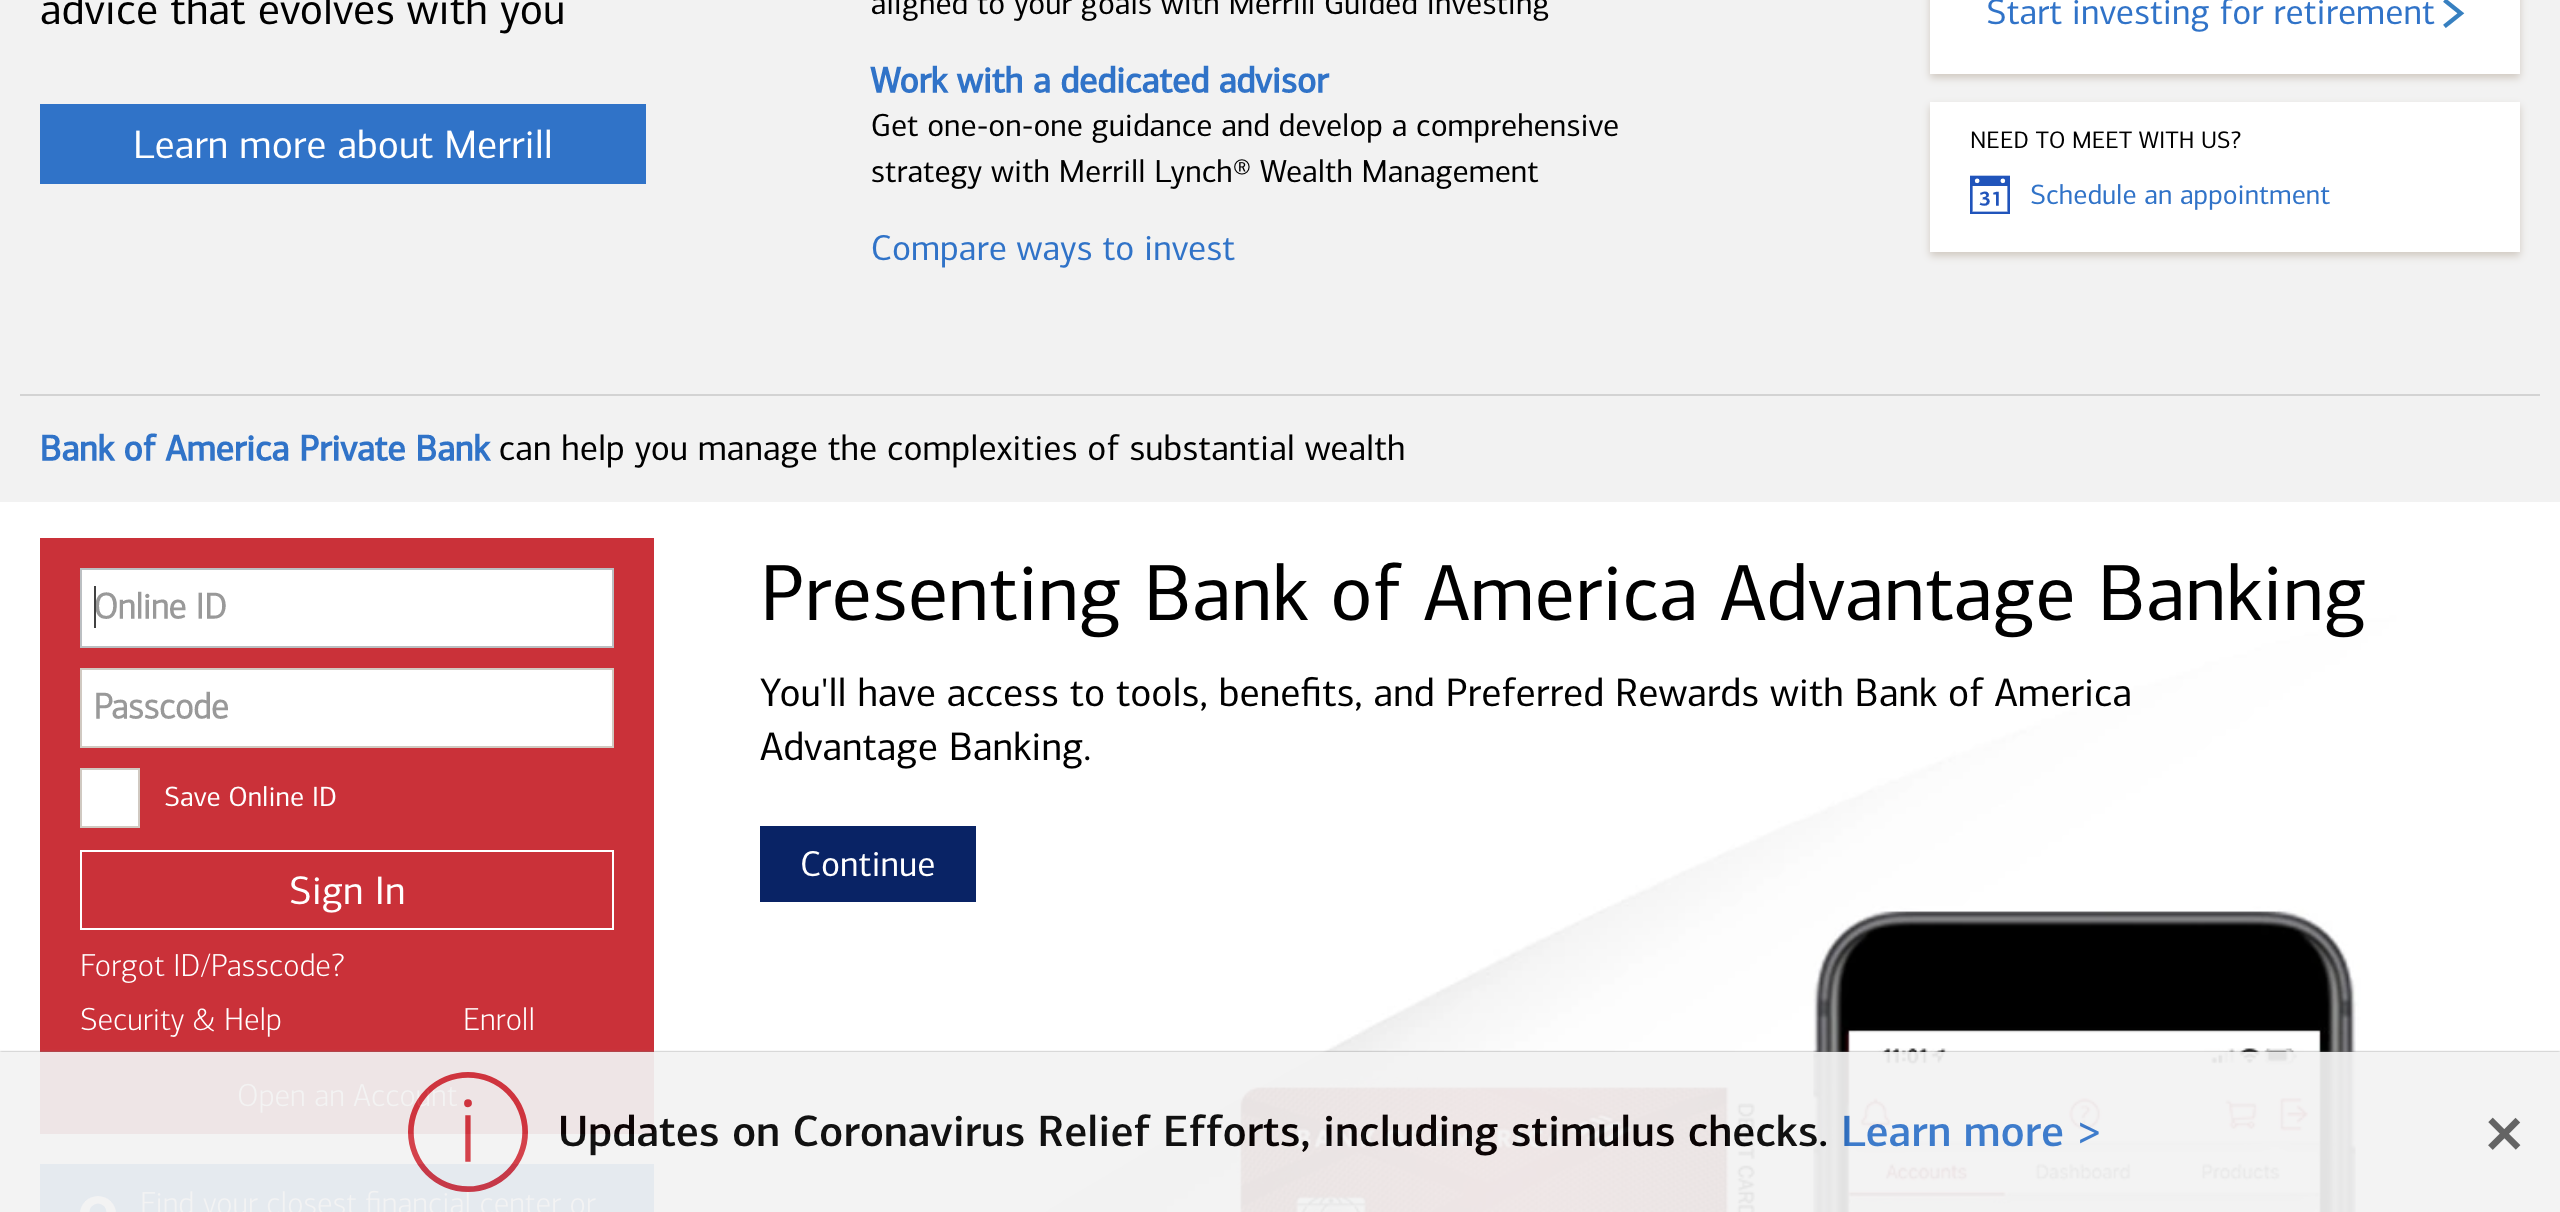 advice that evolves with you
Learn more about Merrill
aligned to your goals with Merrill Guided Investing
Work with a dedicated advisor
Get one-on-one guidance and develop a comprehensive
strategy with Merrill Lynch® Wealth Management
Compare ways to invest
Start investing for retirement
NEED TO MEET WITH US?
31 Schedule an appointment
Bank of America Private Bank can help you manage the complexities of substantial wealth
Online ID
Passcode
Save Online ID
Sign In
Forgot ID/Passcode?
Security & Help Enroll
Open an Account
Find your closest financial center or
Presenting Bank of America Advantage Banking
You'll have access to tools, benefits, and Preferred Rewards with Bank of America
Advantage Banking.
Continue
11:01
Accounts Dashboard Products
Updates on Coronavirus Relief Efforts, including stimulus checks. Learn more >